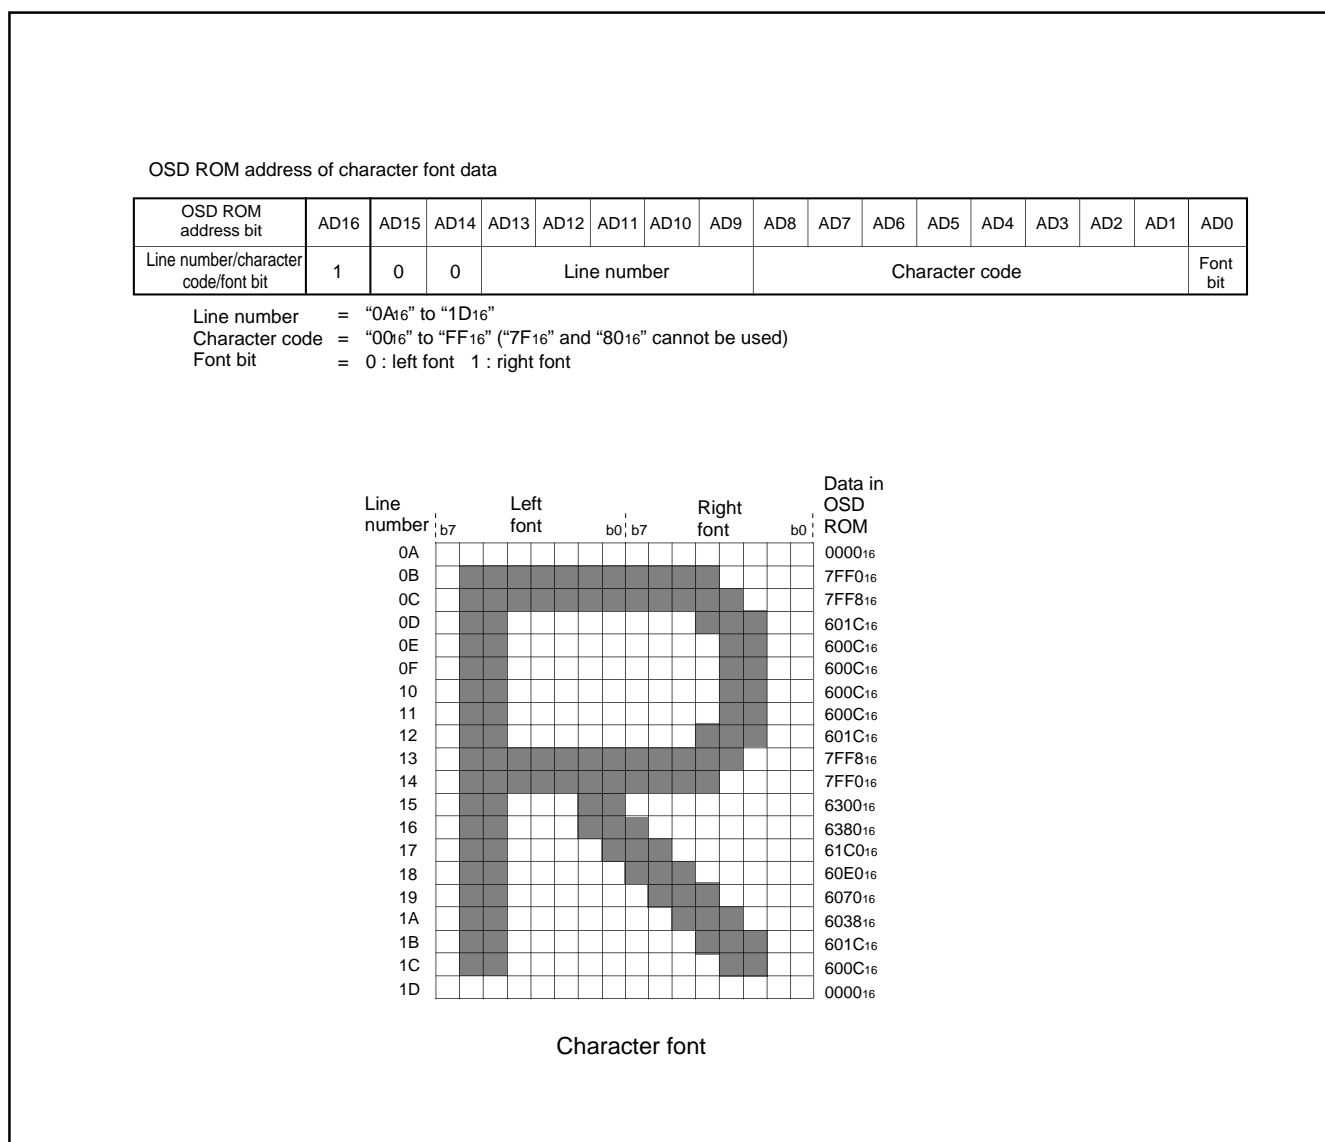 OSD ROM address of character font data
OSD ROM address bit AD16 AD15 AD14 AD13 AD12 AD11 AD10 AD9 AD8 AD7 AD6 AD5 AD4 AD3 AD2 AD1 AD0
Line number/character code/font bit 1 0 0 Line number Character code Font bit
Line number = “0A16” to “1D16”
Character code = “0016” to “FF16” (“7F16” and “8016” cannot be used)
Font bit = 0 : left font 1 : right font
Line number Left font Right font Data in OSD ROM
b7 b0 b7 b0
0A 000016
0B 7FF016
0C 7FF816
0D 601C16
0E 600C16
0F 600C16
10 600C16
11 600C16
12 601C16
13 7FF816
14 7FF016
15 630016
16 638016
17 61C016
18 60E016
19 607016
1A 603816
1B 601C16
1C 600C16
1D 000016
Character font